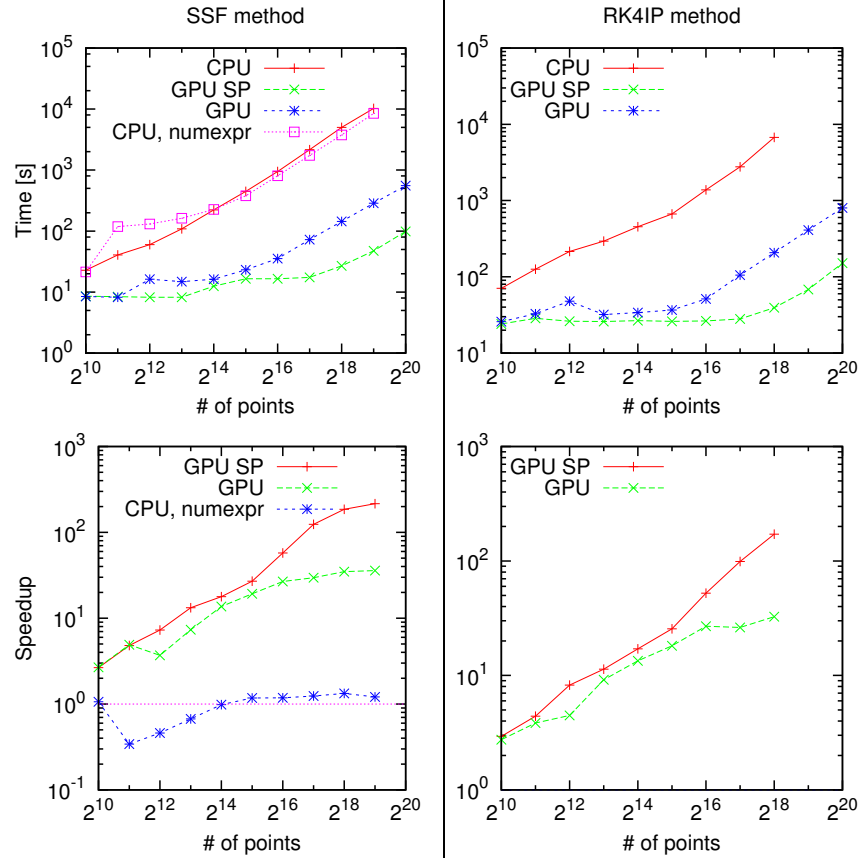 SSF method
10^5
10^4
10^3
10^2
10^1
10^0
Time [s]
CPU
GPU SP
GPU
CPU, numexpr
2^10 2^12 2^14 2^16 2^18 2^20
# of points
RK4IP method
10^5
10^4
10^3
10^2
10^1
CPU
GPU SP
GPU
2^10 2^12 2^14 2^16 2^18 2^20
# of points
10^3
10^2
10^1
10^0
10^-1
Speedup
GPU SP
GPU
CPU, numexpr
2^10 2^12 2^14 2^16 2^18 2^20
# of points
10^3
10^2
10^1
10^0
GPU SP
GPU
2^10 2^12 2^14 2^16 2^18 2^20
# of points